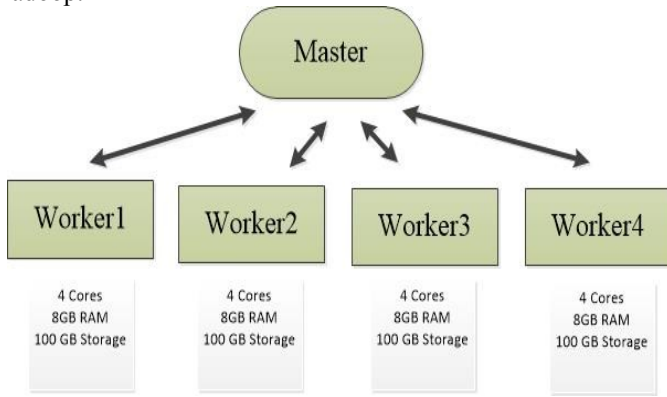 adoop.
Master
Worker1 Worker2 Worker3 Worker4
4 Cores 4 Cores 4 Cores 4 Cores
8GB RAM 8GB RAM 8GB RAM 8GB RAM
100 GB Storage 100 GB Storage 100 GB Storage 100 GB Storage